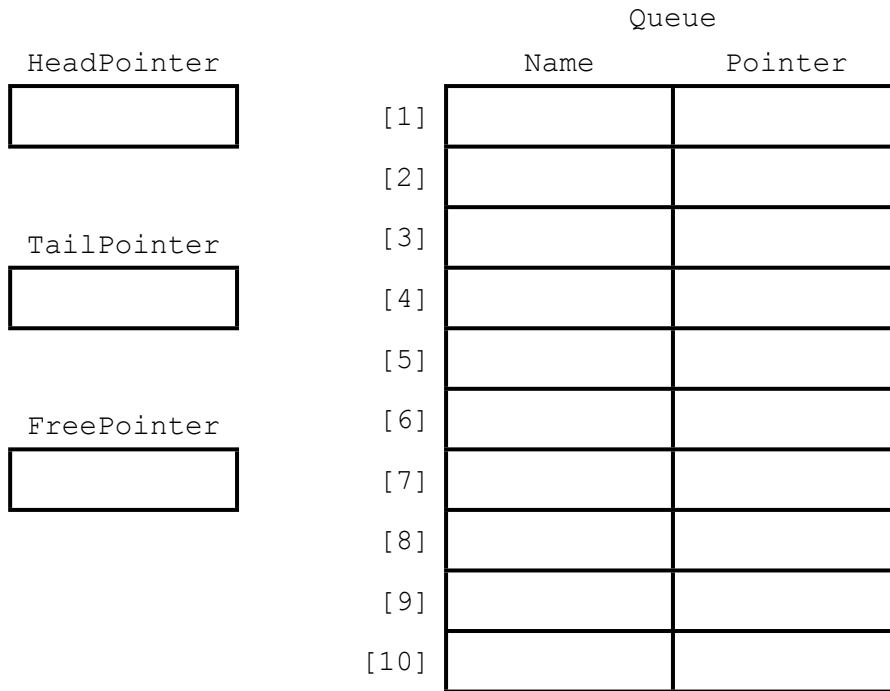 Queue
HeadPointer
Name Pointer
[1]
[2]
TailPointer
[3]
[4]
[5]
FreePointer
[6]
[7]
[8]
[9]
[10]